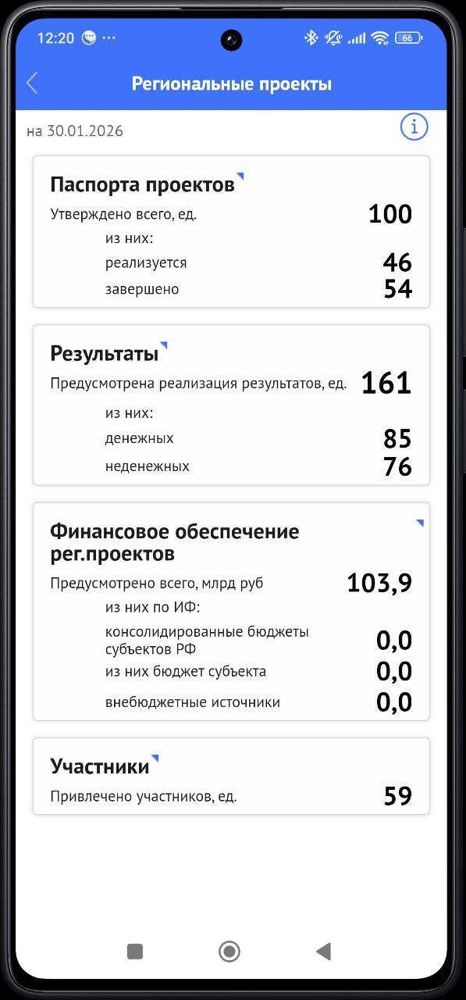 12:20 ...
66
Региональные проекты
на 30.01.2026
i
Паспорта проектов
Утверждено всего, ед. 100
из них:
реализуется 46
завершено 54
Результаты
Предусмотрена реализация результатов, ед. 161
из них:
денежных 85
неденежных 76
Финансовое обеспечение
рег.проектов
Предусмотрено всего, млрд руб 103,9
из них по ИФ:
консолидированные бюджеты
субъектов РФ 0,0
из них бюджет субъекта 0,0
внебюджетные источники 0,0
Участники
Привлечено участников, ед. 59